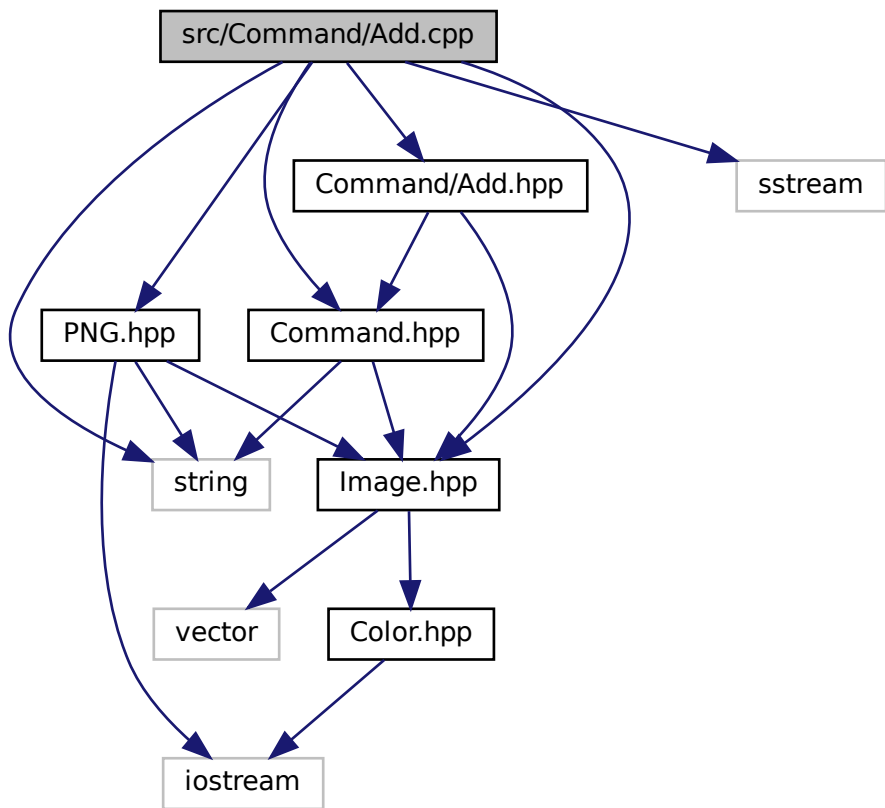 src/Command/Add.cpp
Command/Add.hpp
sstream
PNG.hpp
Command.hpp
string
Image.hpp
vector
Color.hpp
iostream